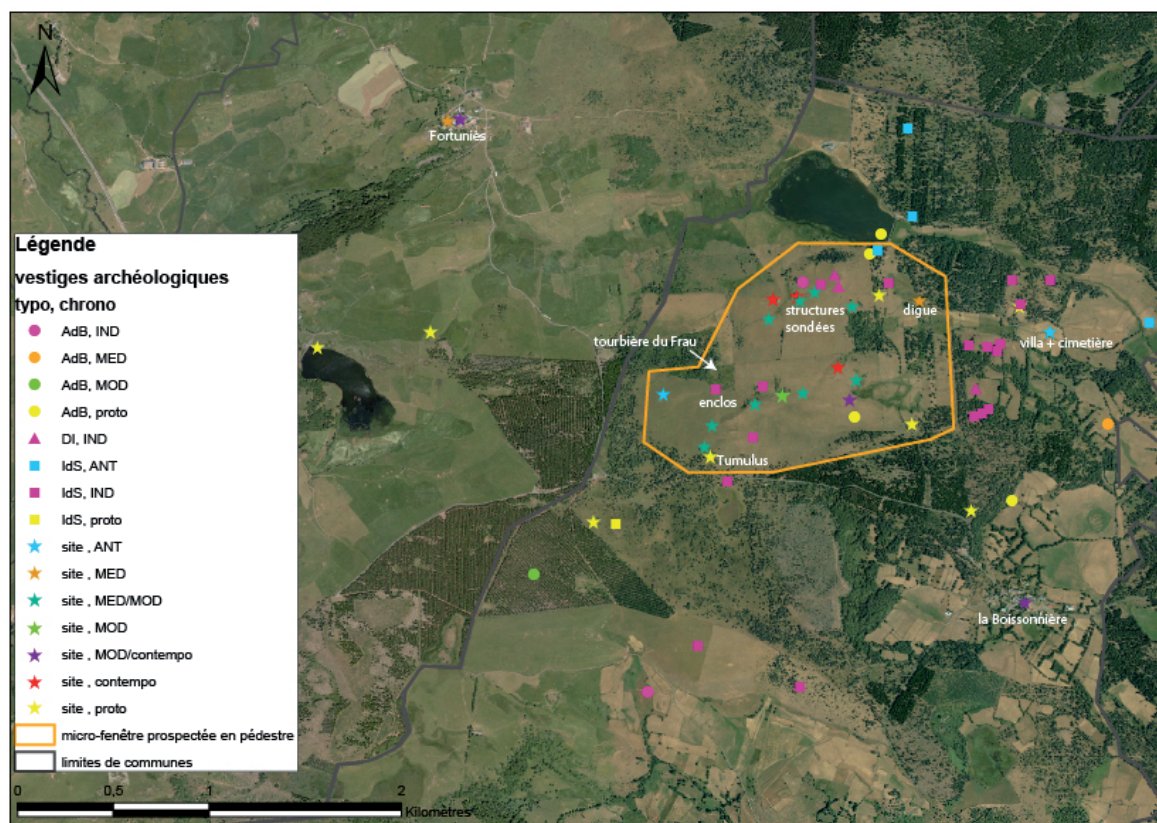 N
Fortuniès
Légende
vestiges archéologiques
typo, chrono
AdB, IND
AdB, MED
AdB, MOD
AdB, proto
DI, IND
IdS, ANT
IdS, IND
IdS, proto
site , ANT
site , MED
site , MED/MOD
site , MOD
site , MOD/contempo
site , contempo
site , proto
micro-fenêtre prospectée en pédestre
limites de communes
0 0,5 1 2
Kilomètres
structures
sondées
digue
villa + cimetière
tourbière du Frau
enclos
Tumulus
la Boissonnière